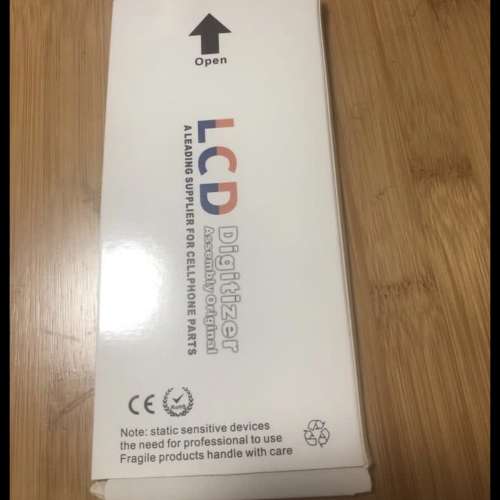 Open
LCD Digitizer
Assembly Original
A LEADING SUPPLIER FOR CELLPHONE PARTS
CE
RoHS
Note: static sensitive devices
the need for professional to use
Fragile products handle with care